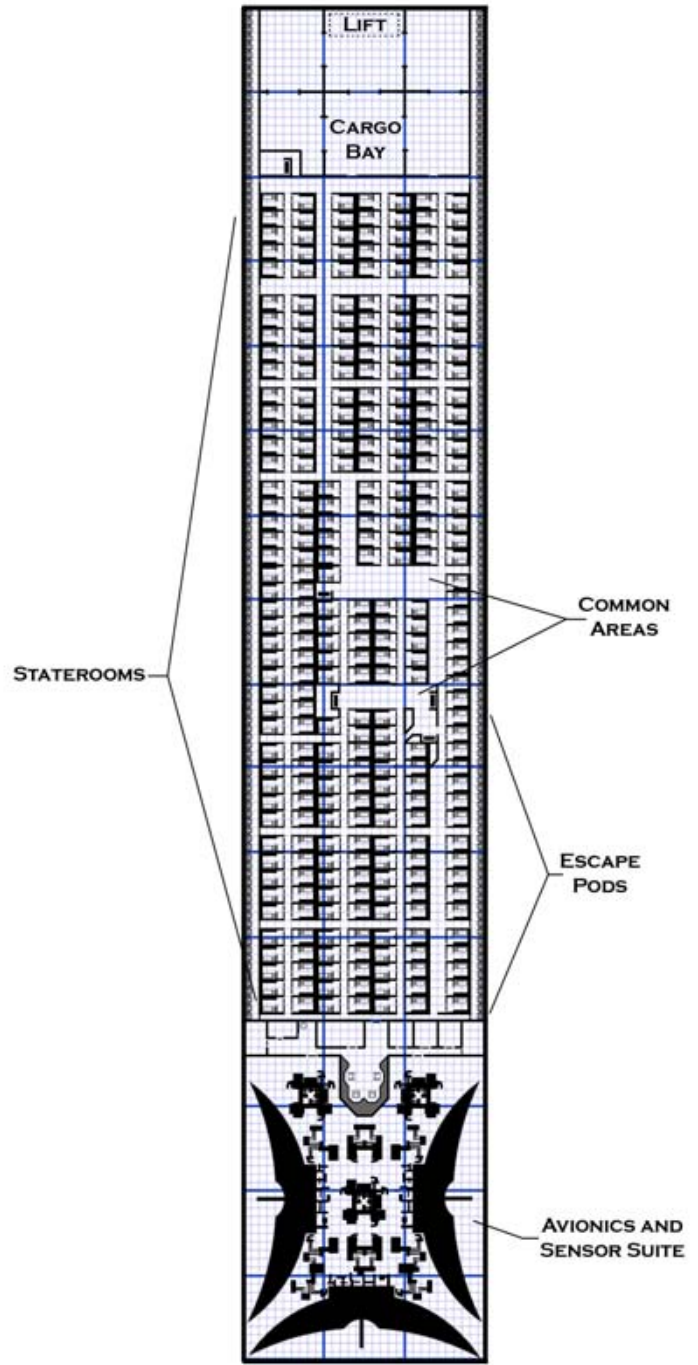 LIFT
CARGO
BAY
COMMON
AREAS
STATEROOMS
ESCAPE
PODS
AVIONICS AND
SENSOR SUITE